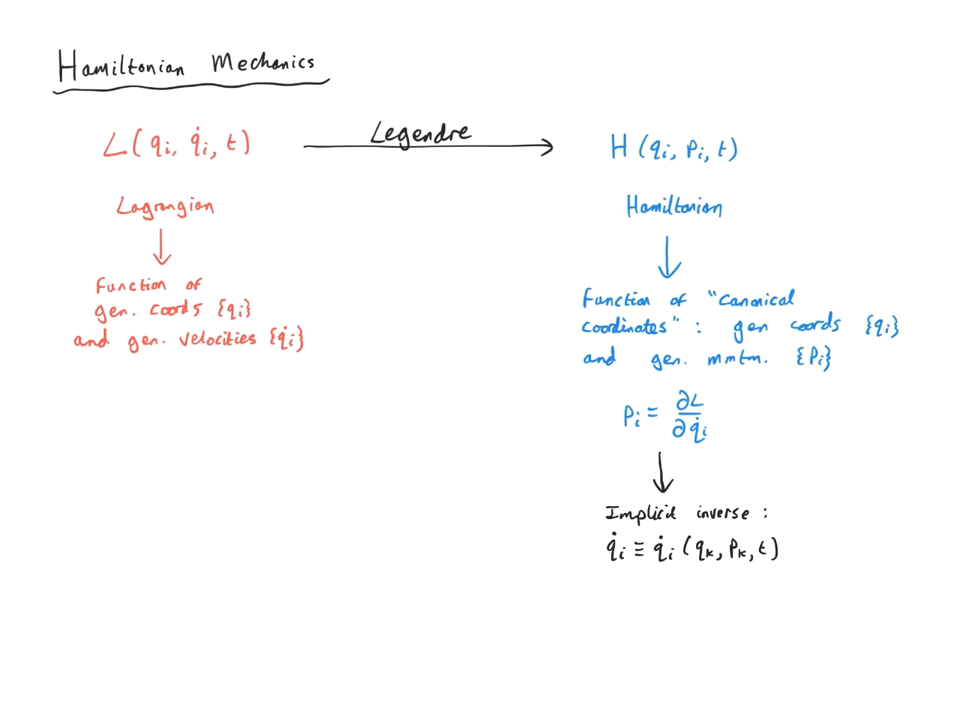 Hamiltonian Mechanics
L(qᵢ, q̇ᵢ, t)
Legendre
H(qᵢ, pᵢ, t)
Lagrangian
Hamiltonian
Function of
gen. coords {qᵢ}
and gen. velocities {q̇ᵢ}
Function of "canonical
coordinates" : gen coords {qᵢ}
and gen. mmtm. {pᵢ}
pᵢ = ∂L/∂q̇ᵢ
Implicit inverse :
q̇ᵢ ≡ q̇ᵢ (qₖ, pₖ, t)